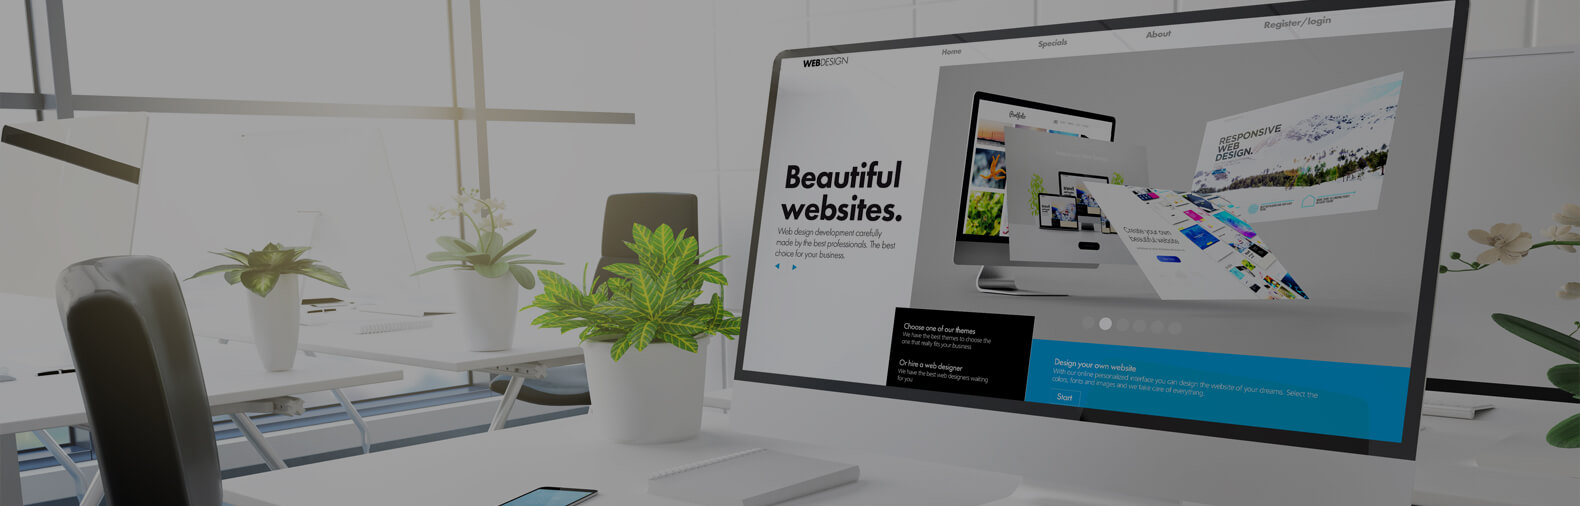 WEBDESIGN
Home
Specials
About
Register/login
Beautiful
websites.
Web design development carefully
made by the best professionals. The best
choice for your business.
Portfolio
RESPONSIVE
WEB
DESIGN.
Create your own
beautiful website
Choose one of our themes
We have the best themes to choose the
one that really fits your business
Or hire a web designer
We have the best web designers waiting
for you
Design your own website
With our online personalized interface you can design the website of your dreams. Select the
colors, fonts and images and we take care of everything.
Start